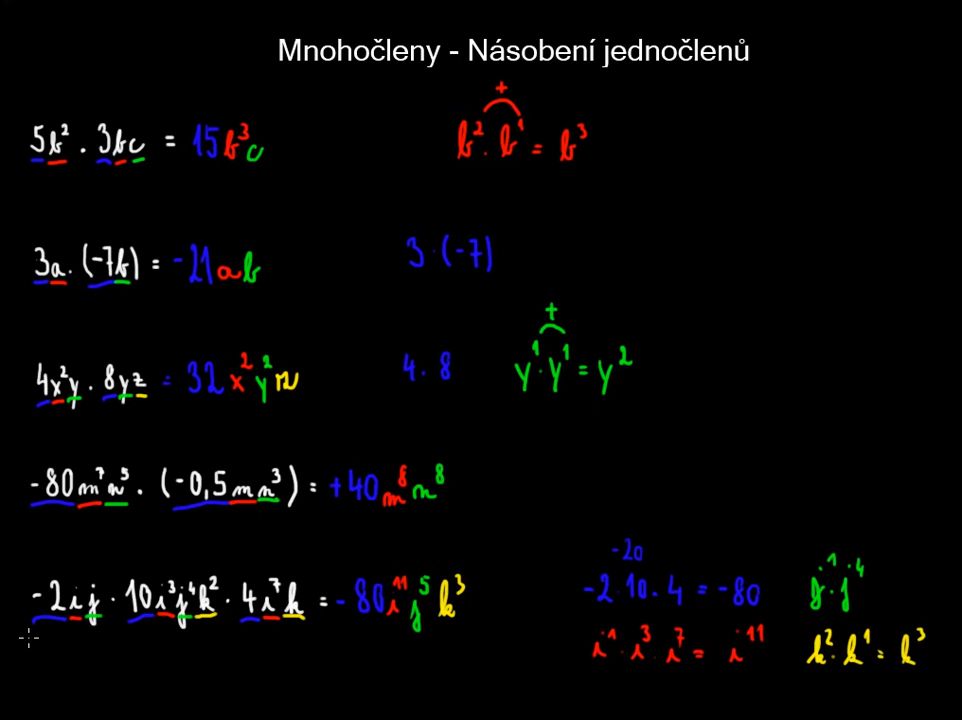 Mnohočleny - Násobení jednočlenů
+
5b² . 3bc = 15b³c b² . b¹ = b³
3a . (-7b) = -21ab 3 · (-7)
+
4x²y . 8yz = 32x²y²z 4 . 8 y¹ · y¹ = y²
-80m⁷n⁵ . (-0,5mn³) = +40m⁸n⁸
-20
-2ij · 10i³j⁴k² · 4i⁷k = -80i¹¹j⁵k³ -2·10·4 = -80 j¹·j⁴
i¹ · i³ · i⁷ = i¹¹ k² · k¹ = k³